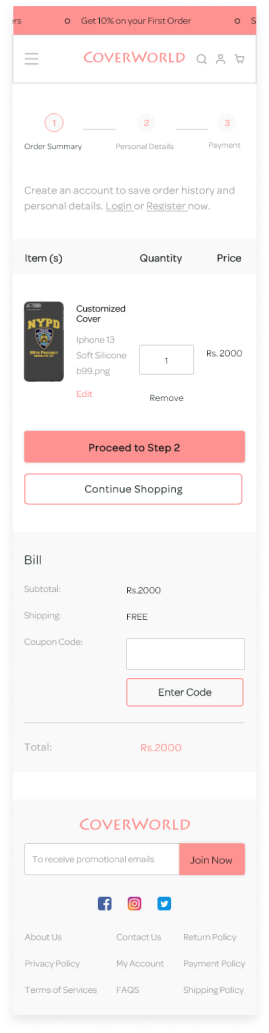 rs Get 10% on your First Order S
COVERWORLD
1 2 3
Order Summary Personal Details Payment
Create an account to save order history and
personal details. Login or Register now.
Item (s) Quantity Price
NYPD
Customized
Cover
Iphone 13
Soft Silicone
b99.png
Edit
1
Remove
Rs. 2000
Proceed to Step 2
Continue Shopping
Bill
Subtotal: Rs.2000
Shipping: FREE
Coupon Code:
Enter Code
Total: Rs.2000
COVERWORLD
To receive promotional emails Join Now
About Us Contact Us Return Policy
Privacy Policy My Account Payment Policy
Terms of Services FAQS Shipping Policy